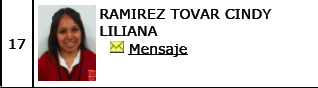 17
RAMIREZ TOVAR CINDY
LILIANA
Mensaje